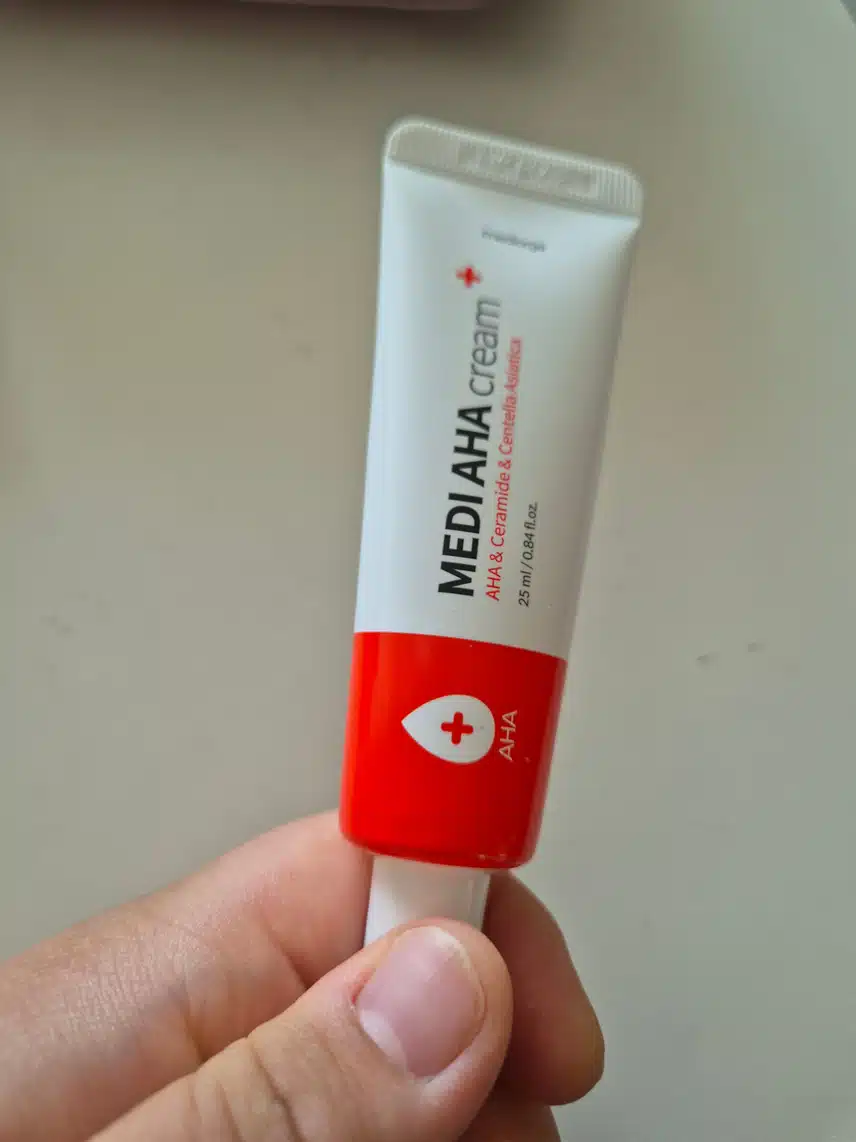 MEDI AHA cream
AHA & Ceramide & Centella Asiatica
25 ml / 0.84 fl.oz.
AHA